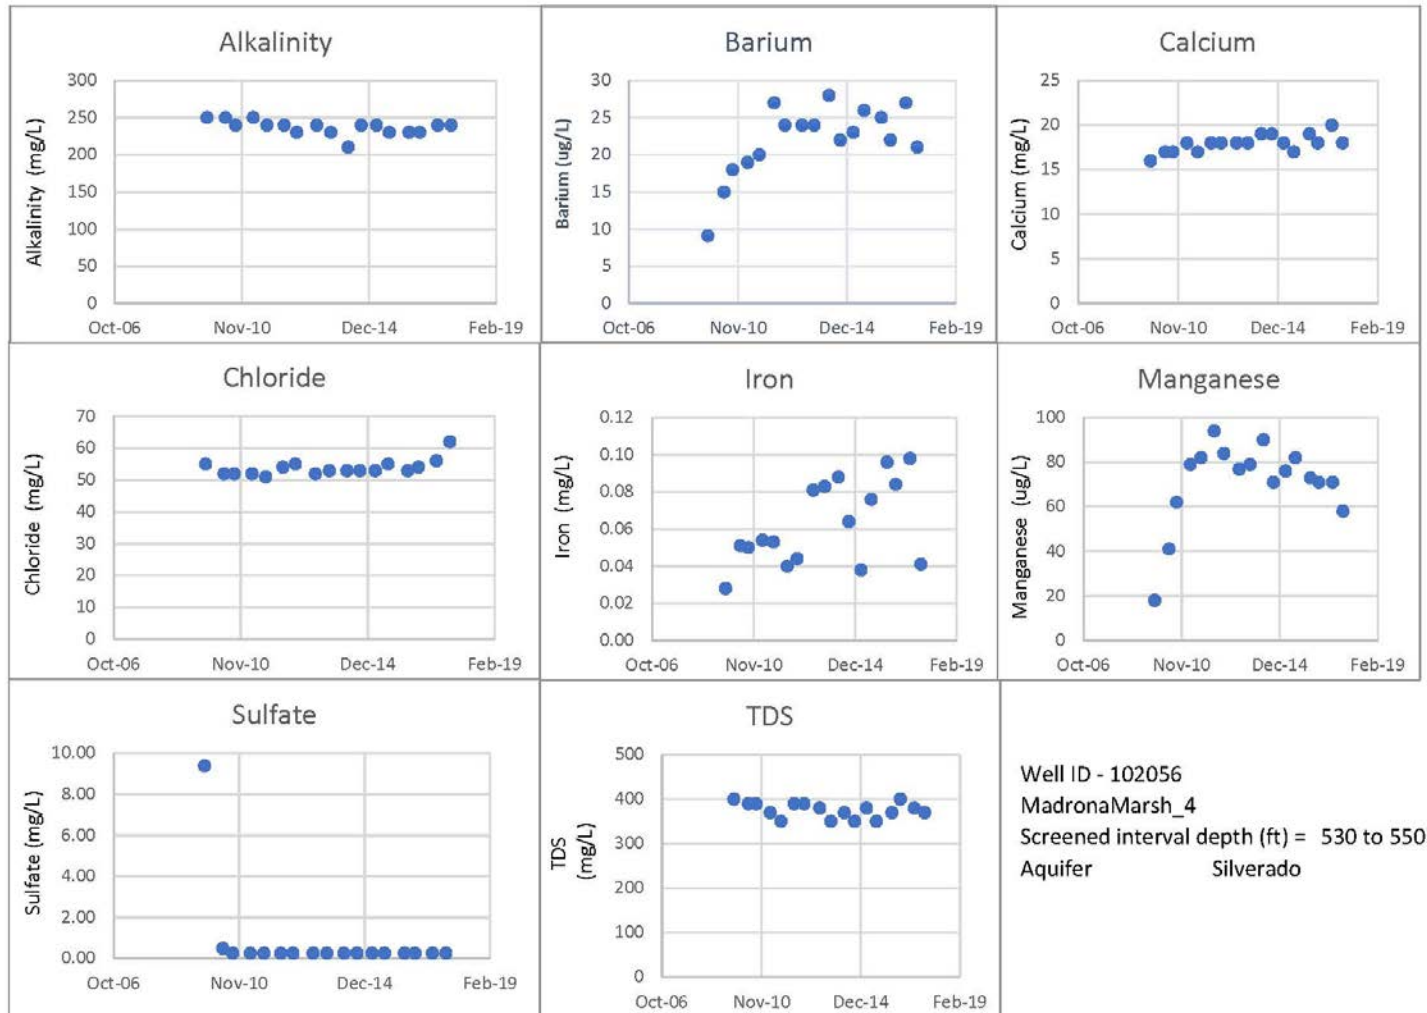 Alkalinity
Alkalinity (mg/L)
300
250
200
150
100
50
0
Oct-06 Nov-10 Dec-14 Feb-19
Barium
Barium (ug/L)
30
25
20
15
10
5
0
Oct-06 Nov-10 Dec-14 Feb-19
Calcium
Calcium (mg/L)
25
20
15
10
5
0
Oct-06 Nov-10 Dec-14 Feb-19
Chloride
Chloride (mg/L)
70
60
50
40
30
20
10
0
Oct-06 Nov-10 Dec-14 Feb-19
Iron
Iron (mg/L)
0.12
0.10
0.08
0.06
0.04
0.02
0.00
Oct-06 Nov-10 Dec-14 Feb-19
Manganese
Manganese (ug/L)
100
80
60
40
20
0
Oct-06 Nov-10 Dec-14 Feb-19
Sulfate
Sulfate (mg/L)
10.00
8.00
6.00
4.00
2.00
0.00
Oct-06 Nov-10 Dec-14 Feb-19
TDS
TDS
(mg/L)
500
400
300
200
100
0
Oct-06 Nov-10 Dec-14 Feb-19
Well ID - 102056
MadronaMarsh_4
Screened interval depth (ft) = 530 to 550
Aquifer Silverado